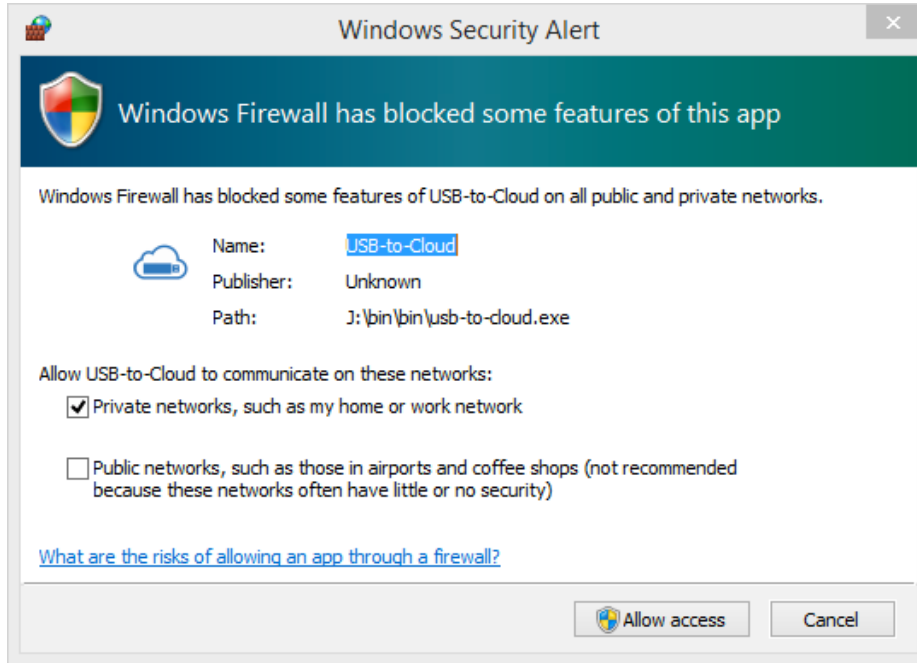 Windows Security Alert
Windows Firewall has blocked some features of this app
Windows Firewall has blocked some features of USB-to-Cloud on all public and private networks.
Name: USB-to-Cloud
Publisher: Unknown
Path: J:\bin\bin\usb-to-cloud.exe
Allow USB-to-Cloud to communicate on these networks:
Private networks, such as my home or work network
Public networks, such as those in airports and coffee shops (not recommended
because these networks often have little or no security)
What are the risks of allowing an app through a firewall?
Allow access Cancel